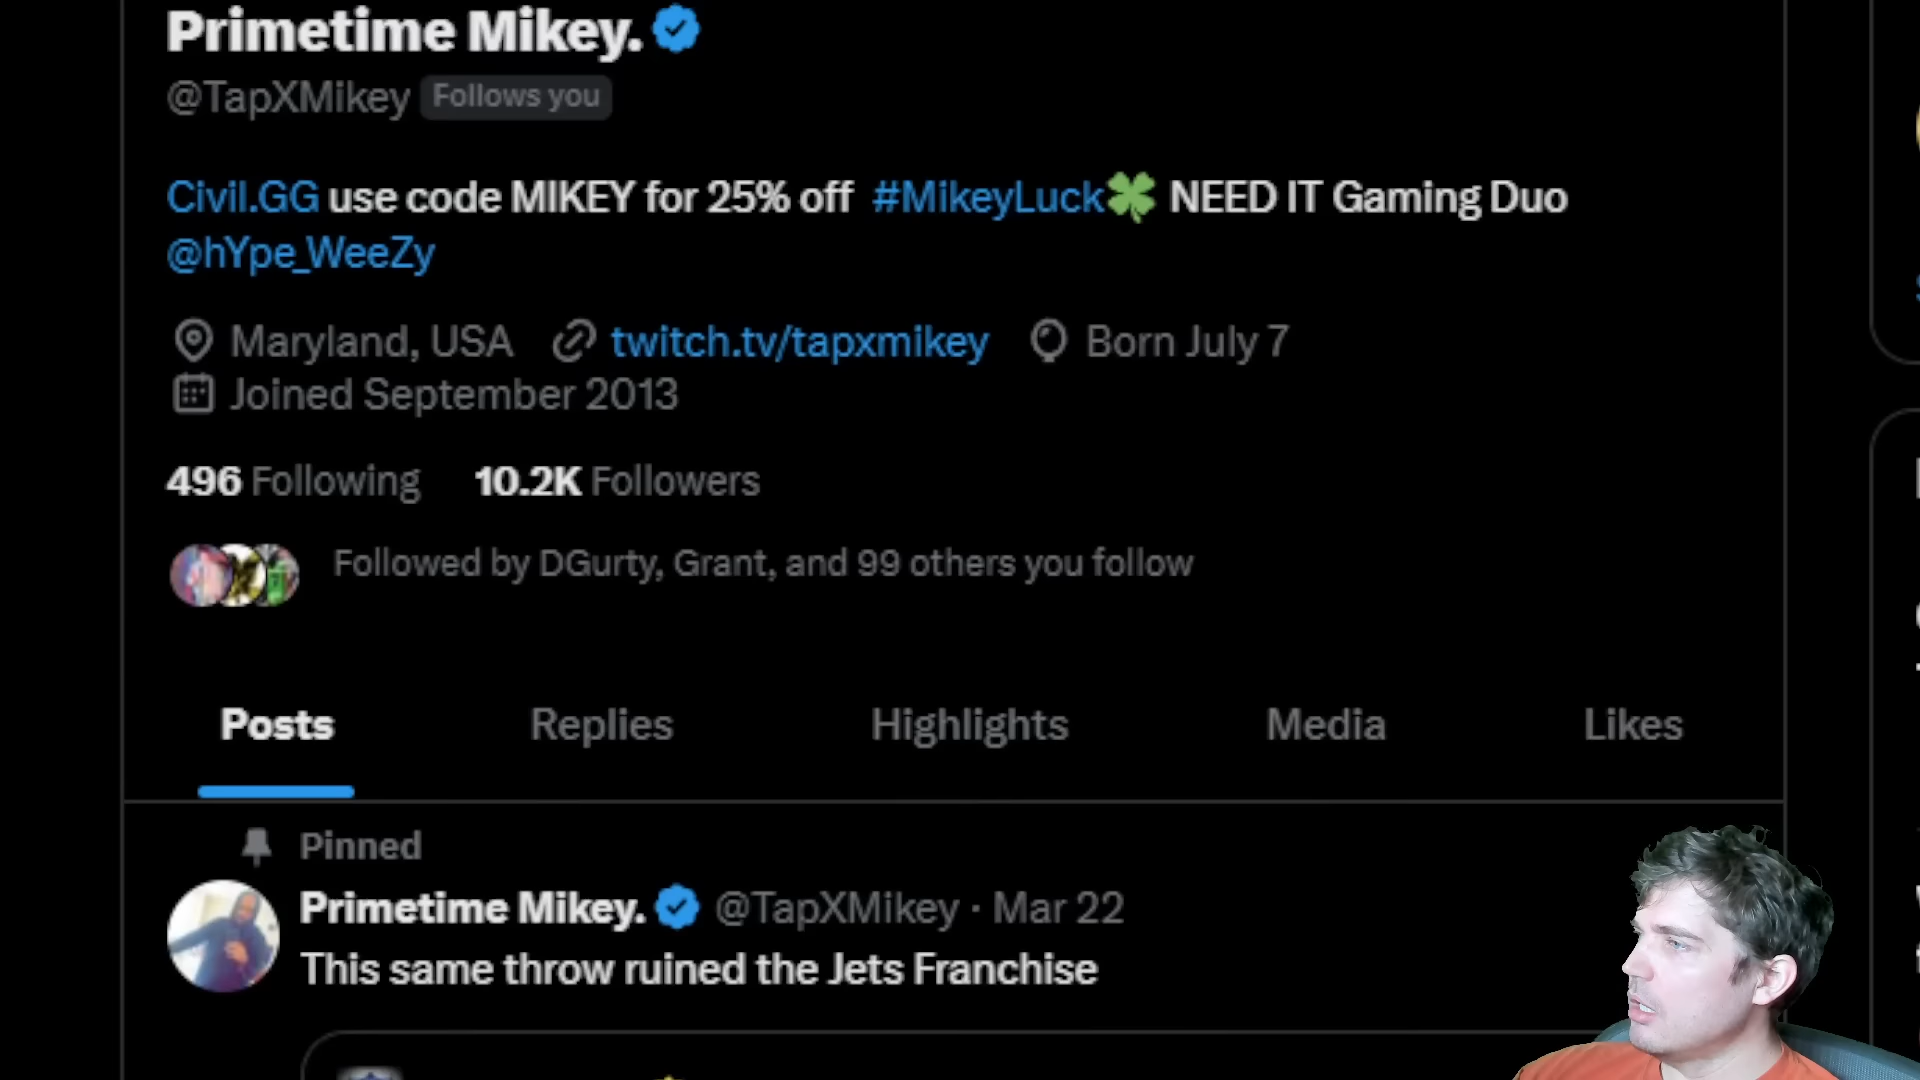 Primetime Mikey.
@TapXMikey Follows you
Civil.GG use code MIKEY for 25% off #MikeyLuck🍀 NEED IT Gaming Duo
@hYpe_WeeZy
Maryland, USA twitch.tv/tapxmikey Born July 7
Joined September 2013
496 Following 10.2K Followers
Followed by DGurty, Grant, and 99 others you follow
Posts Replies Highlights Media Likes
Pinned
Primetime Mikey. @TapXMikey · Mar 22
This same throw ruined the Jets Franchise